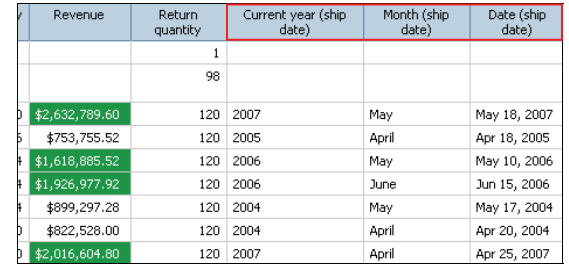 y Revenue Return quantity Current year (ship date) Month (ship date) Date (ship date)
1
98
0 $2,632,789.60 120 2007 May May 18, 2007
$753,755.52 120 2005 April Apr 18, 2005
4 $1,618,885.52 120 2006 May May 10, 2006
4 $1,926,977.92 120 2006 June Jun 15, 2006
4 $899,297.28 120 2004 May May 17, 2004
0 $822,528.00 120 2004 April Apr 20, 2004
0 $2,016,604.80 120 2007 April Apr 25, 2007